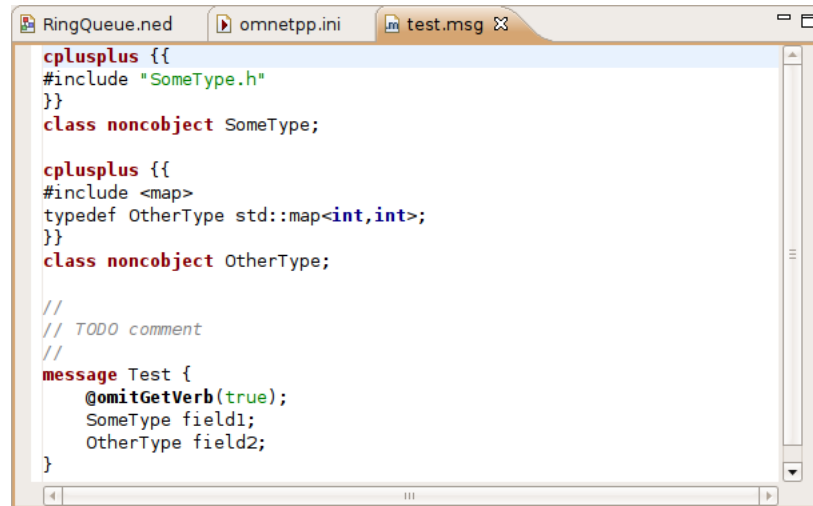 RingQueue.ned omnetpp.ini test.msg
cplusplus {{
#include "SomeType.h"
}}
class noncobject SomeType;
cplusplus {{
#include <map>
typedef OtherType std::map<int,int>;
}}
class noncobject OtherType;
//
// TODO comment
//
message Test {
    @omitGetVerb(true);
    SomeType field1;
    OtherType field2;
}